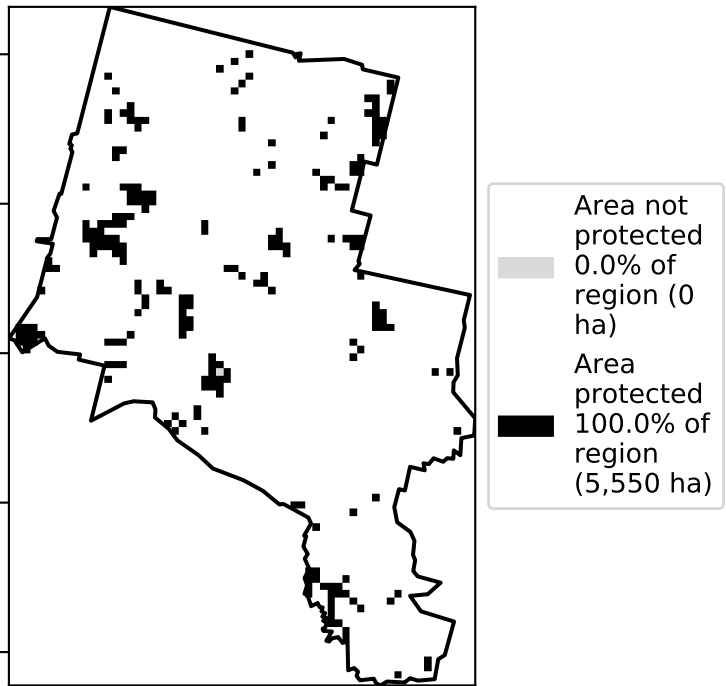 Area not
protected
0.0% of
region (0
ha)
Area
protected
100.0% of
region
(5,550 ha)